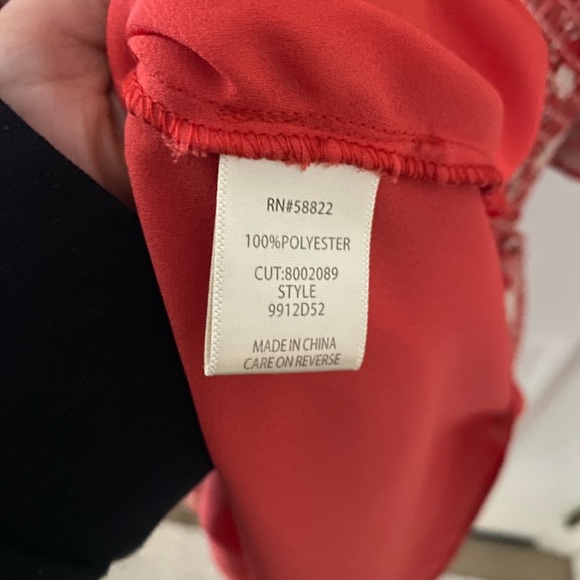 RN#58822
100%POLYESTER
CUT:8002089
STYLE
9912D52
MADE IN CHINA
CARE ON REVERSE